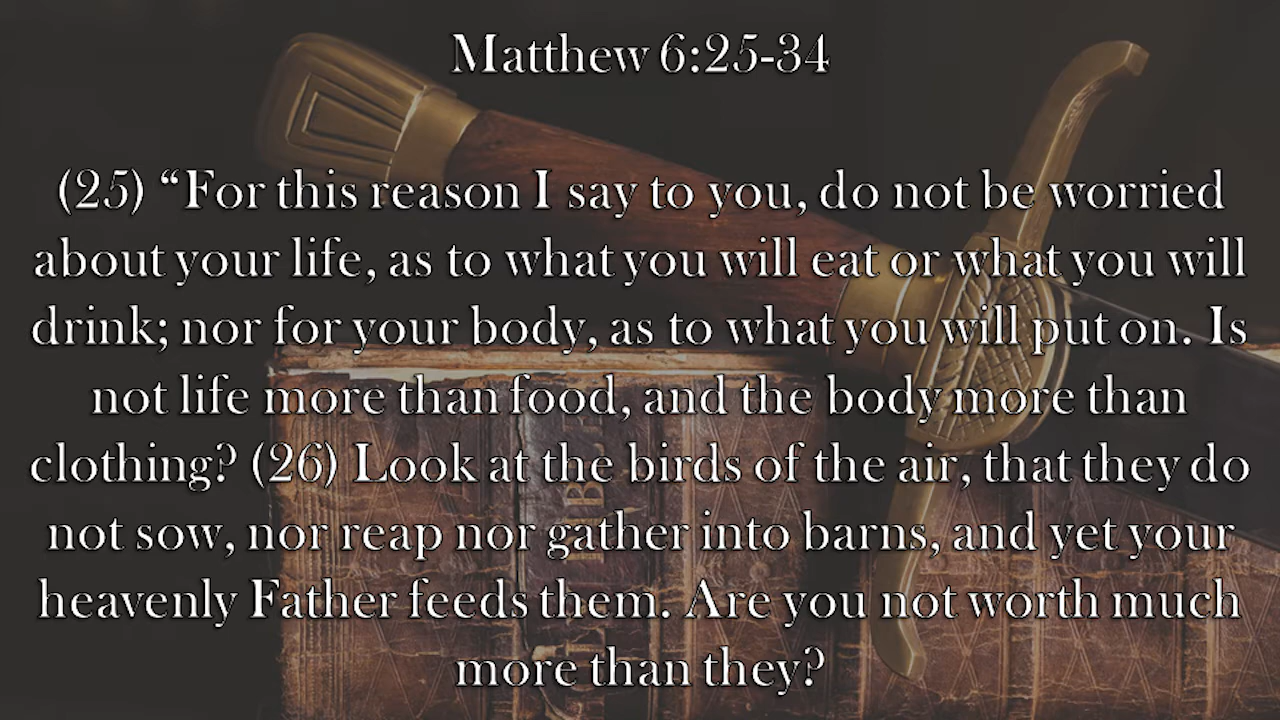 Matthew 6:25-34
(25) “For this reason I say to you, do not be worried
about your life, as to what you will eat or what you will
drink; nor for your body, as to what you will put on. Is
not life more than food, and the body more than
clothing? (26) Look at the birds of the air, that they do
not sow, nor reap nor gather into barns, and yet your
heavenly Father feeds them. Are you not worth much
more than they?